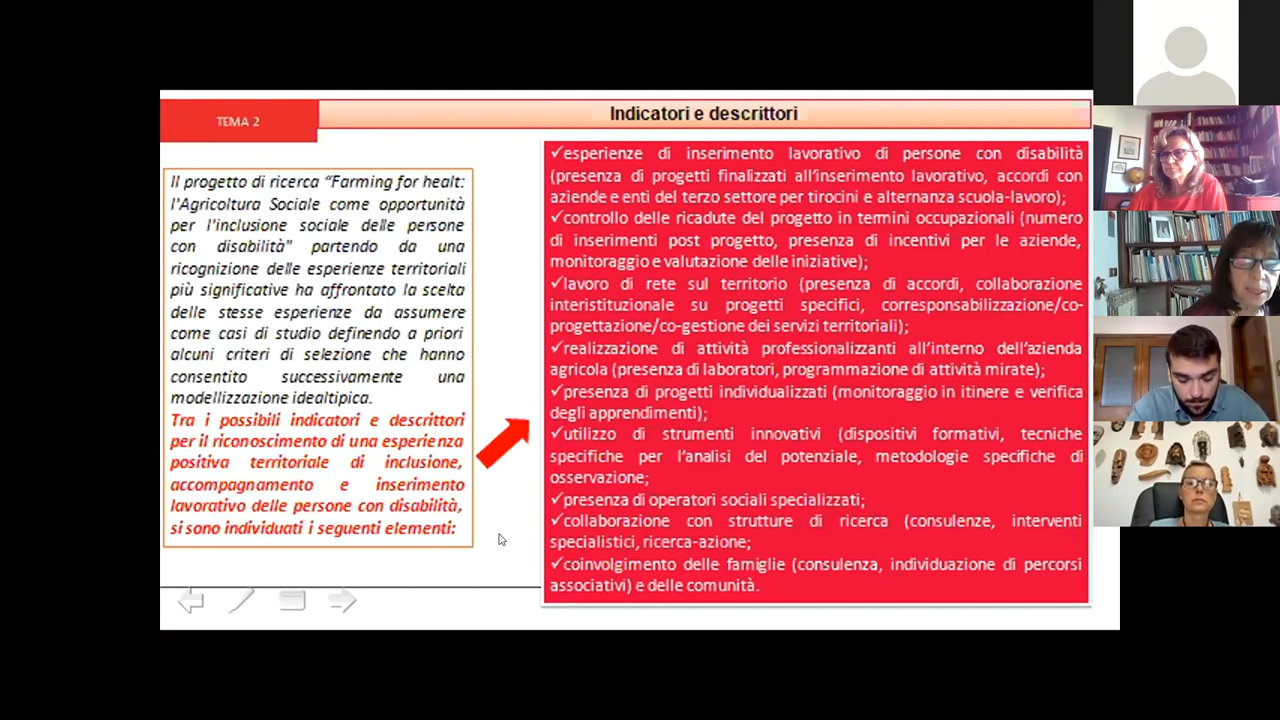 TEMA 2
Indicatori e descrittori
Il progetto di ricerca “Farming for healt:
l’Agricoltura Sociale come opportunità
per l’inclusione sociale delle persone
con disabilità” partendo da una
ricognizione delle esperienze territoriali
più significative ha affrontato la scelta
delle stesse esperienze da assumere
come casi di studio definendo a priori
alcuni criteri di selezione che hanno
consentito successivamente una
modellizzazione idealtipica.
Tra i possibili indicatori e descrittori
per il riconoscimento di una esperienza
positiva territoriale di inclusione,
accompagnamento e inserimento
lavorativo delle persone con disabilità,
si sono individuati i seguenti elementi:
✓esperienze di inserimento lavorativo di persone con disabilità
(presenza di progetti finalizzati all’inserimento lavorativo, accordi con
aziende e enti del terzo settore per tirocini e alternanza scuola-lavoro);
✓controllo delle ricadute del progetto in termini occupazionali (numero
di inserimenti post progetto, presenza di incentivi per le aziende,
monitoraggio e valutazione delle iniziative);
✓lavoro di rete sul territorio (presenza di accordi, collaborazione
interistituzionale su progetti specifici, corresponsabilizzazione/co-
progettazione/co-gestione dei servizi territoriali);
✓realizzazione di attività professionalizzanti all’interno dell’azienda
agricola (presenza di laboratori, programmazione di attività mirate);
✓presenza di progetti individualizzati (monitoraggio in itinere e verifica
degli apprendimenti);
✓utilizzo di strumenti innovativi (dispositivi formativi, tecniche
specifiche per l’analisi del potenziale, metodologie specifiche di
osservazione;
✓presenza di operatori sociali specializzati;
✓collaborazione con strutture di ricerca (consulenze, interventi
specialistici, ricerca-azione;
✓coinvolgimento delle famiglie (consulenza, individuazione di percorsi
associativi) e delle comunità.